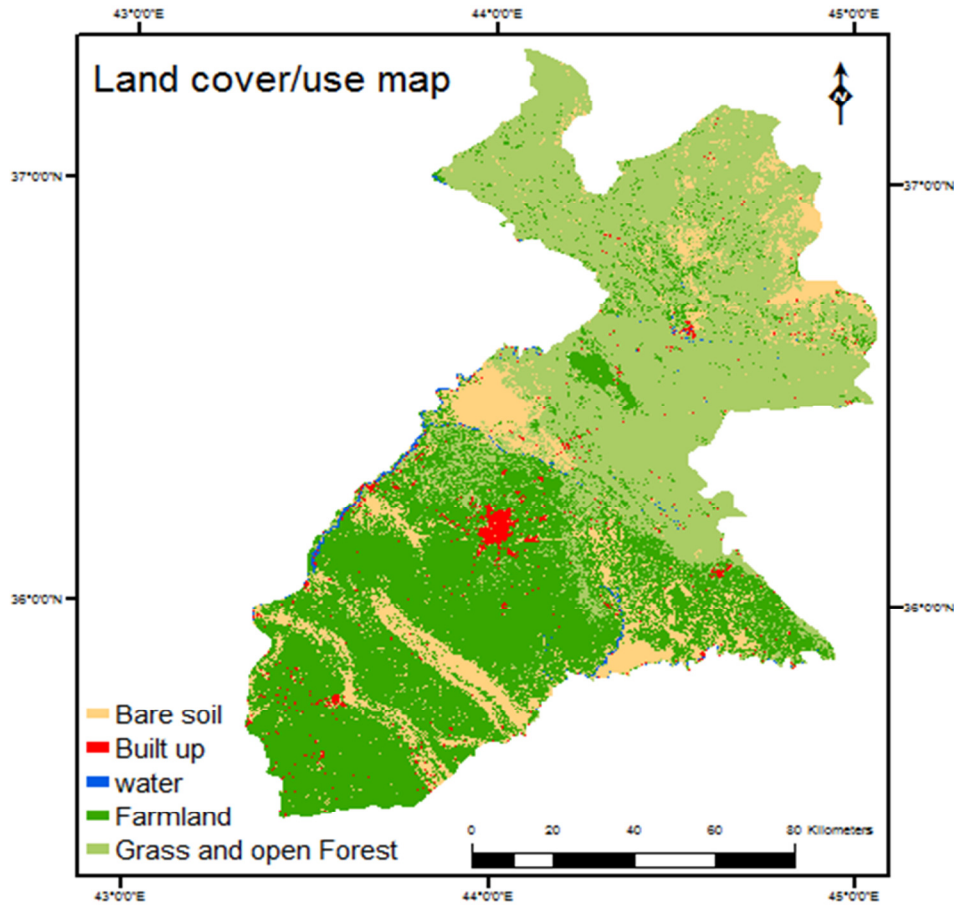 43°0'0"E 44°0'0"E 45°0'0"E
Land cover/use map
N
37°0'0"N 37°0'0"N
36°0'0"N 36°0'0"N
Bare soil
Built up
water
Farmland
Grass and open Forest
0 20 40 60 80 Kilometers
43°0'0"E 44°0'0"E 45°0'0"E